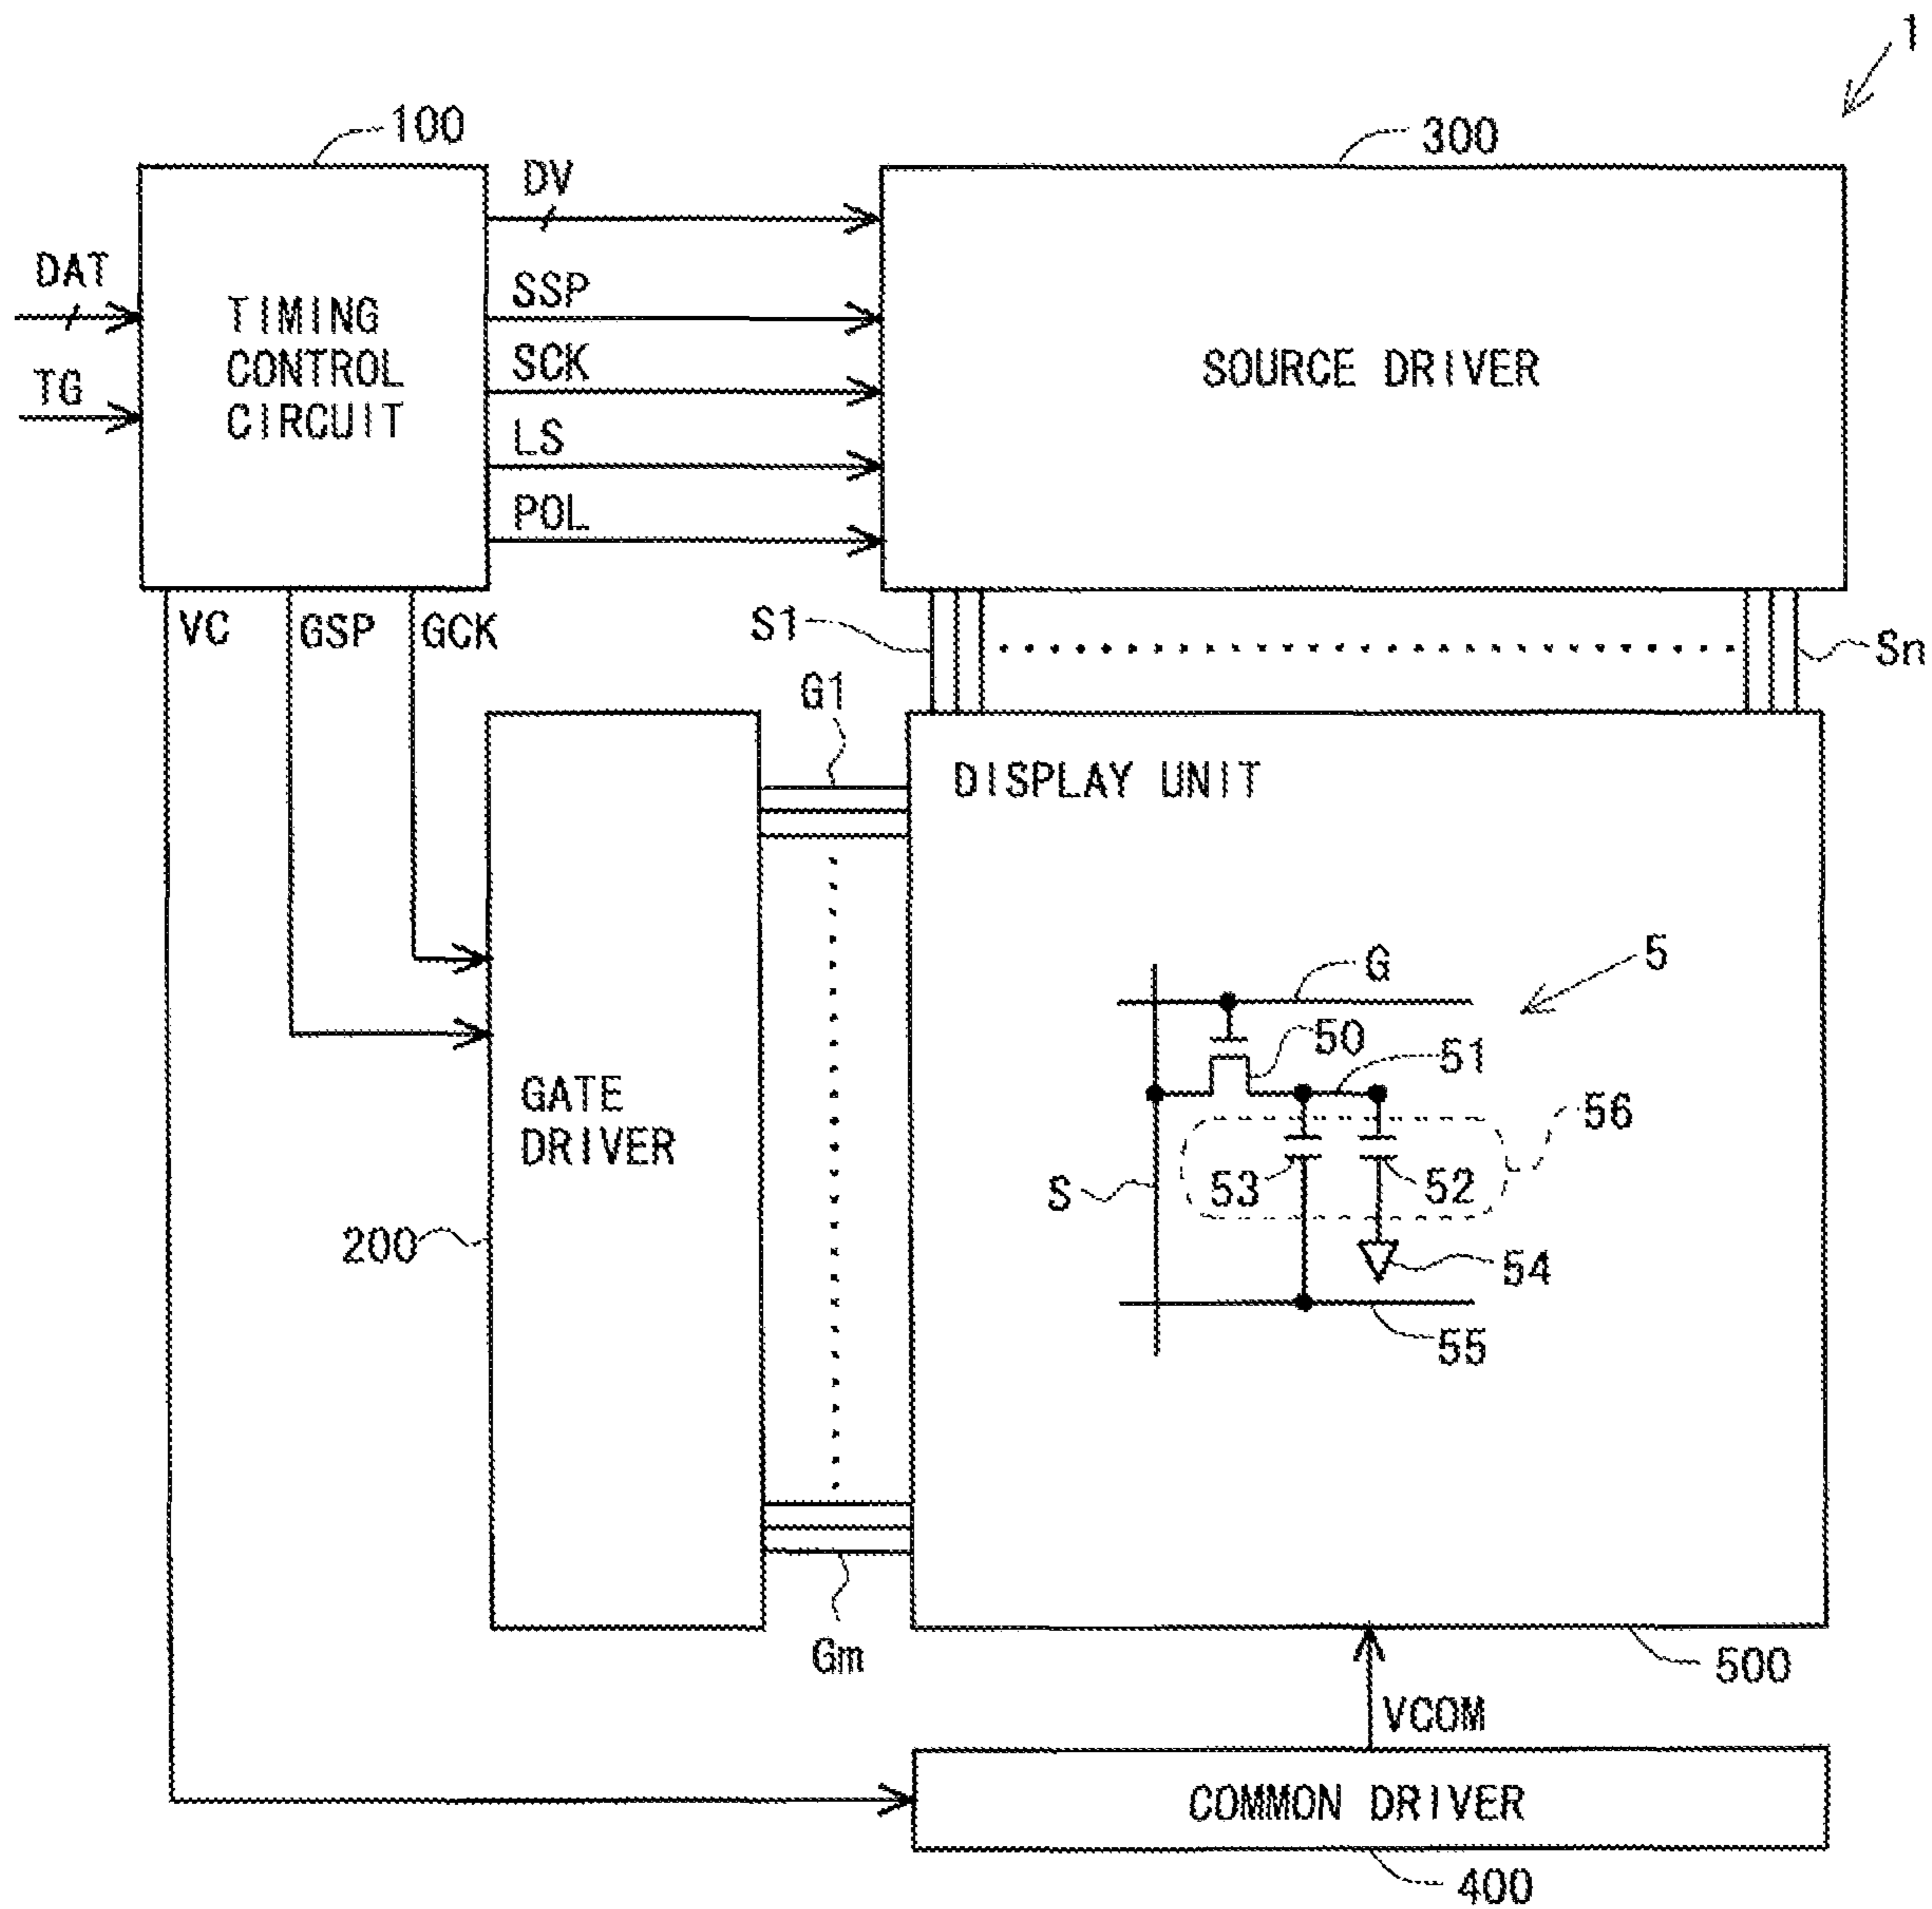 1
100
300
DV
DAT
SSP
TIMING
CONTROL
CIRCUIT
SCK
SOURCE DRIVER
TG
LS
POL
VC
GSP
GCK
S1
Sn
G1
DISPLAY UNIT
G
5
50
51
GATE
DRIVER
56
53
52
S
200
54
55
Gm
500
VCOM
COMMON DRIVER
400